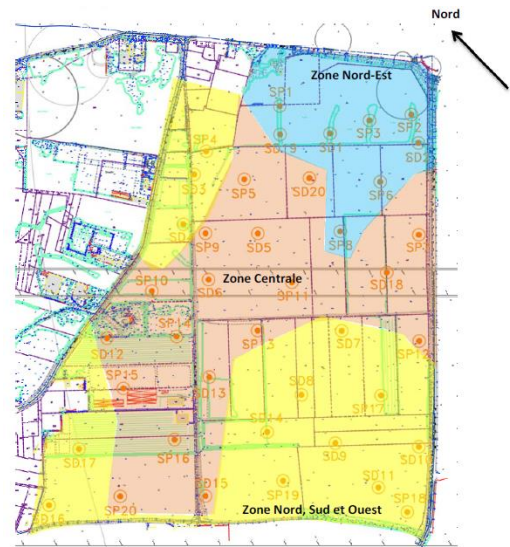 Nord
Zone Nord-Est
SP1
SD19
SD1
SP3
SP2
SD2
SP4
SD3
SP5
SD20
SP6
SP9
SD5
SP8
Zone Centrale
SP10
SD6
SP11
SD18
SD12
SP14
SP13
SD7
SP12
SP15
SD13
SD8
SP17
SD14
SP16
SD17
SD9
SD10
SD16
SP20
SD15
SP19
SD11
SP18
Zone Nord, Sud et Ouest